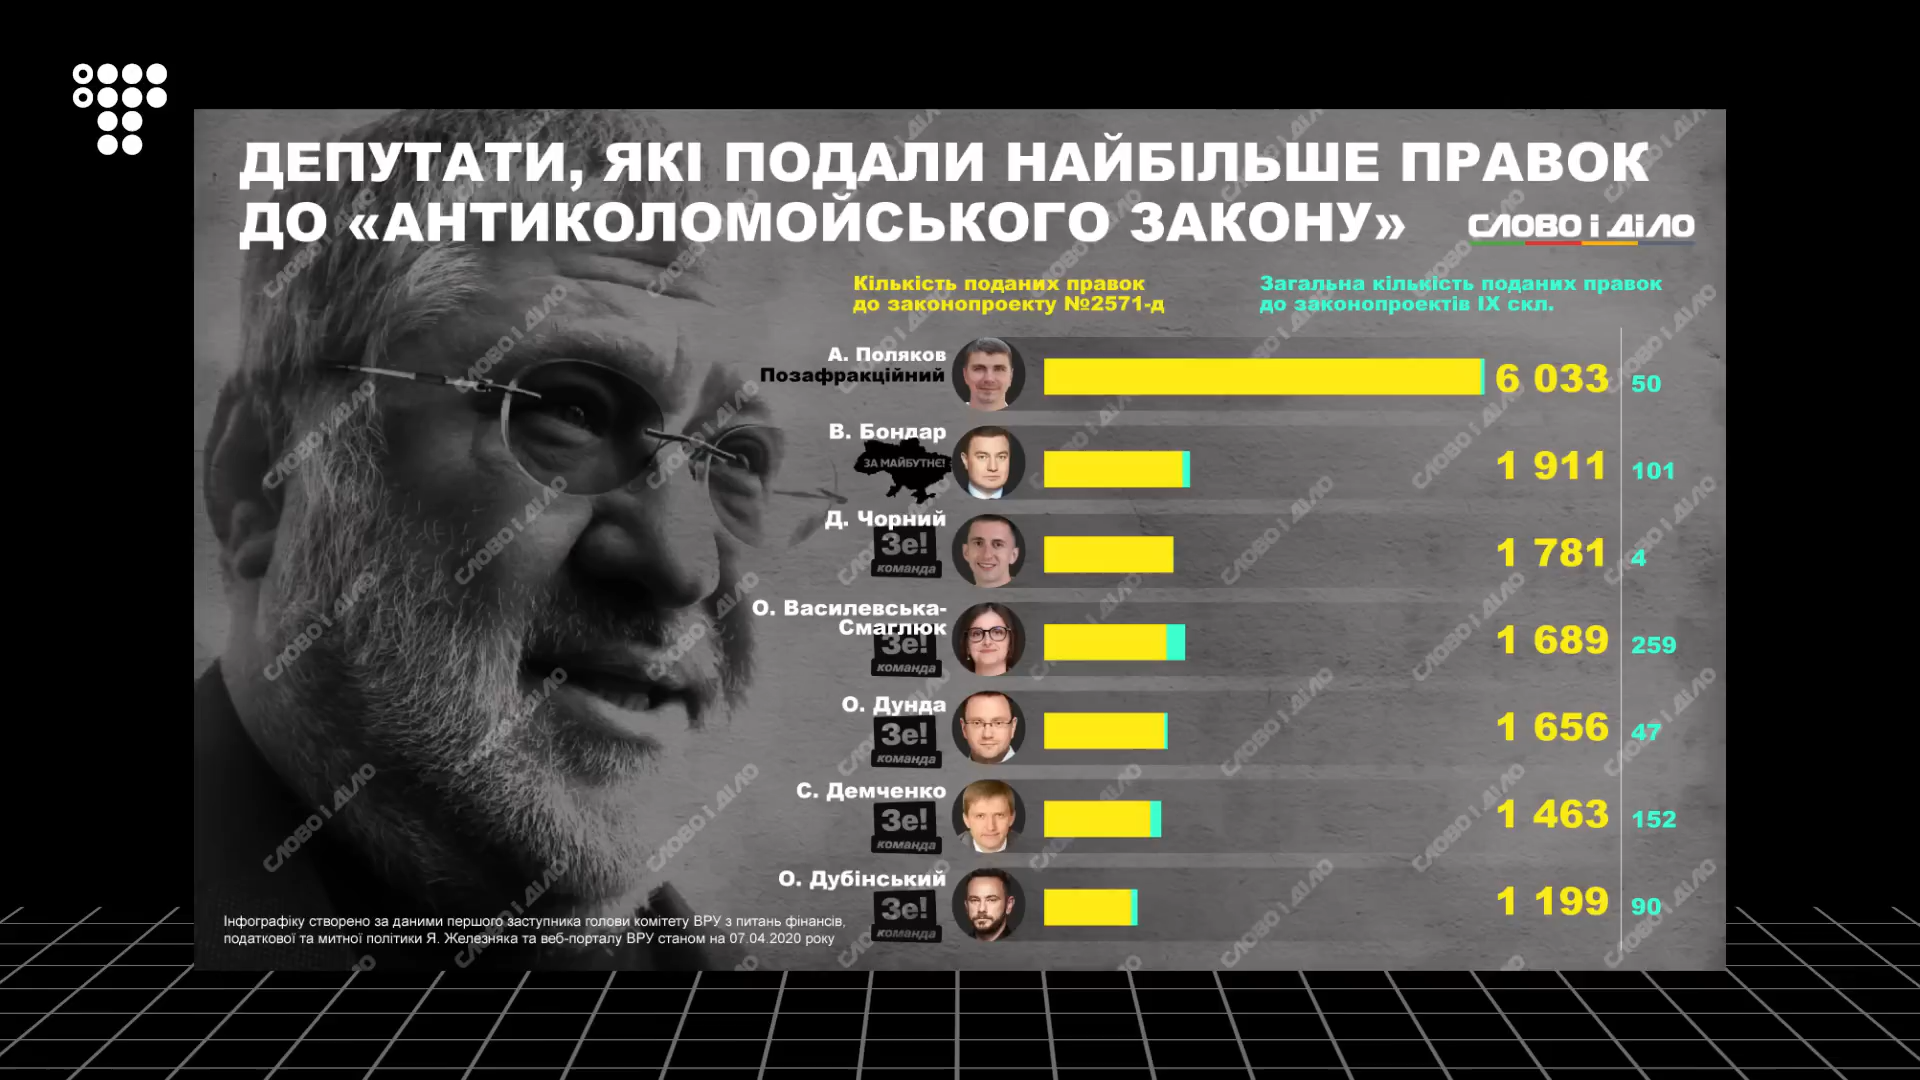 ДЕПУТАТИ, ЯКІ ПОДАЛИ НАЙБІЛЬШЕ ПРАВОК
ДО «АНТИКОЛОМОЙСЬКОГО ЗАКОНУ»
СЛОВО і ДіЛО
Кількість поданих правок
до законопроекту №2571-д
Загальна кількість поданих правок
до законопроектів IX скл.
А. Поляков
Позафракційний
6 033 50
В. Бондар
ЗА МАЙБУТНЄ!
1 911 101
Д. Чорний
Зе!
команда
1 781 4
О. Василевська-
Смаглюк
Зе!
команда
1 689 259
О. Дунда
Зе!
команда
1 656 47
С. Демченко
Зе!
команда
1 463 152
О. Дубінський
Зе!
команда
1 199 90
Інфографіку створено за даними першого заступника голови комітету ВРУ з питань фінансів,
податкової та митної політики Я. Железняка та веб-порталу ВРУ станом на 07.04.2020 року